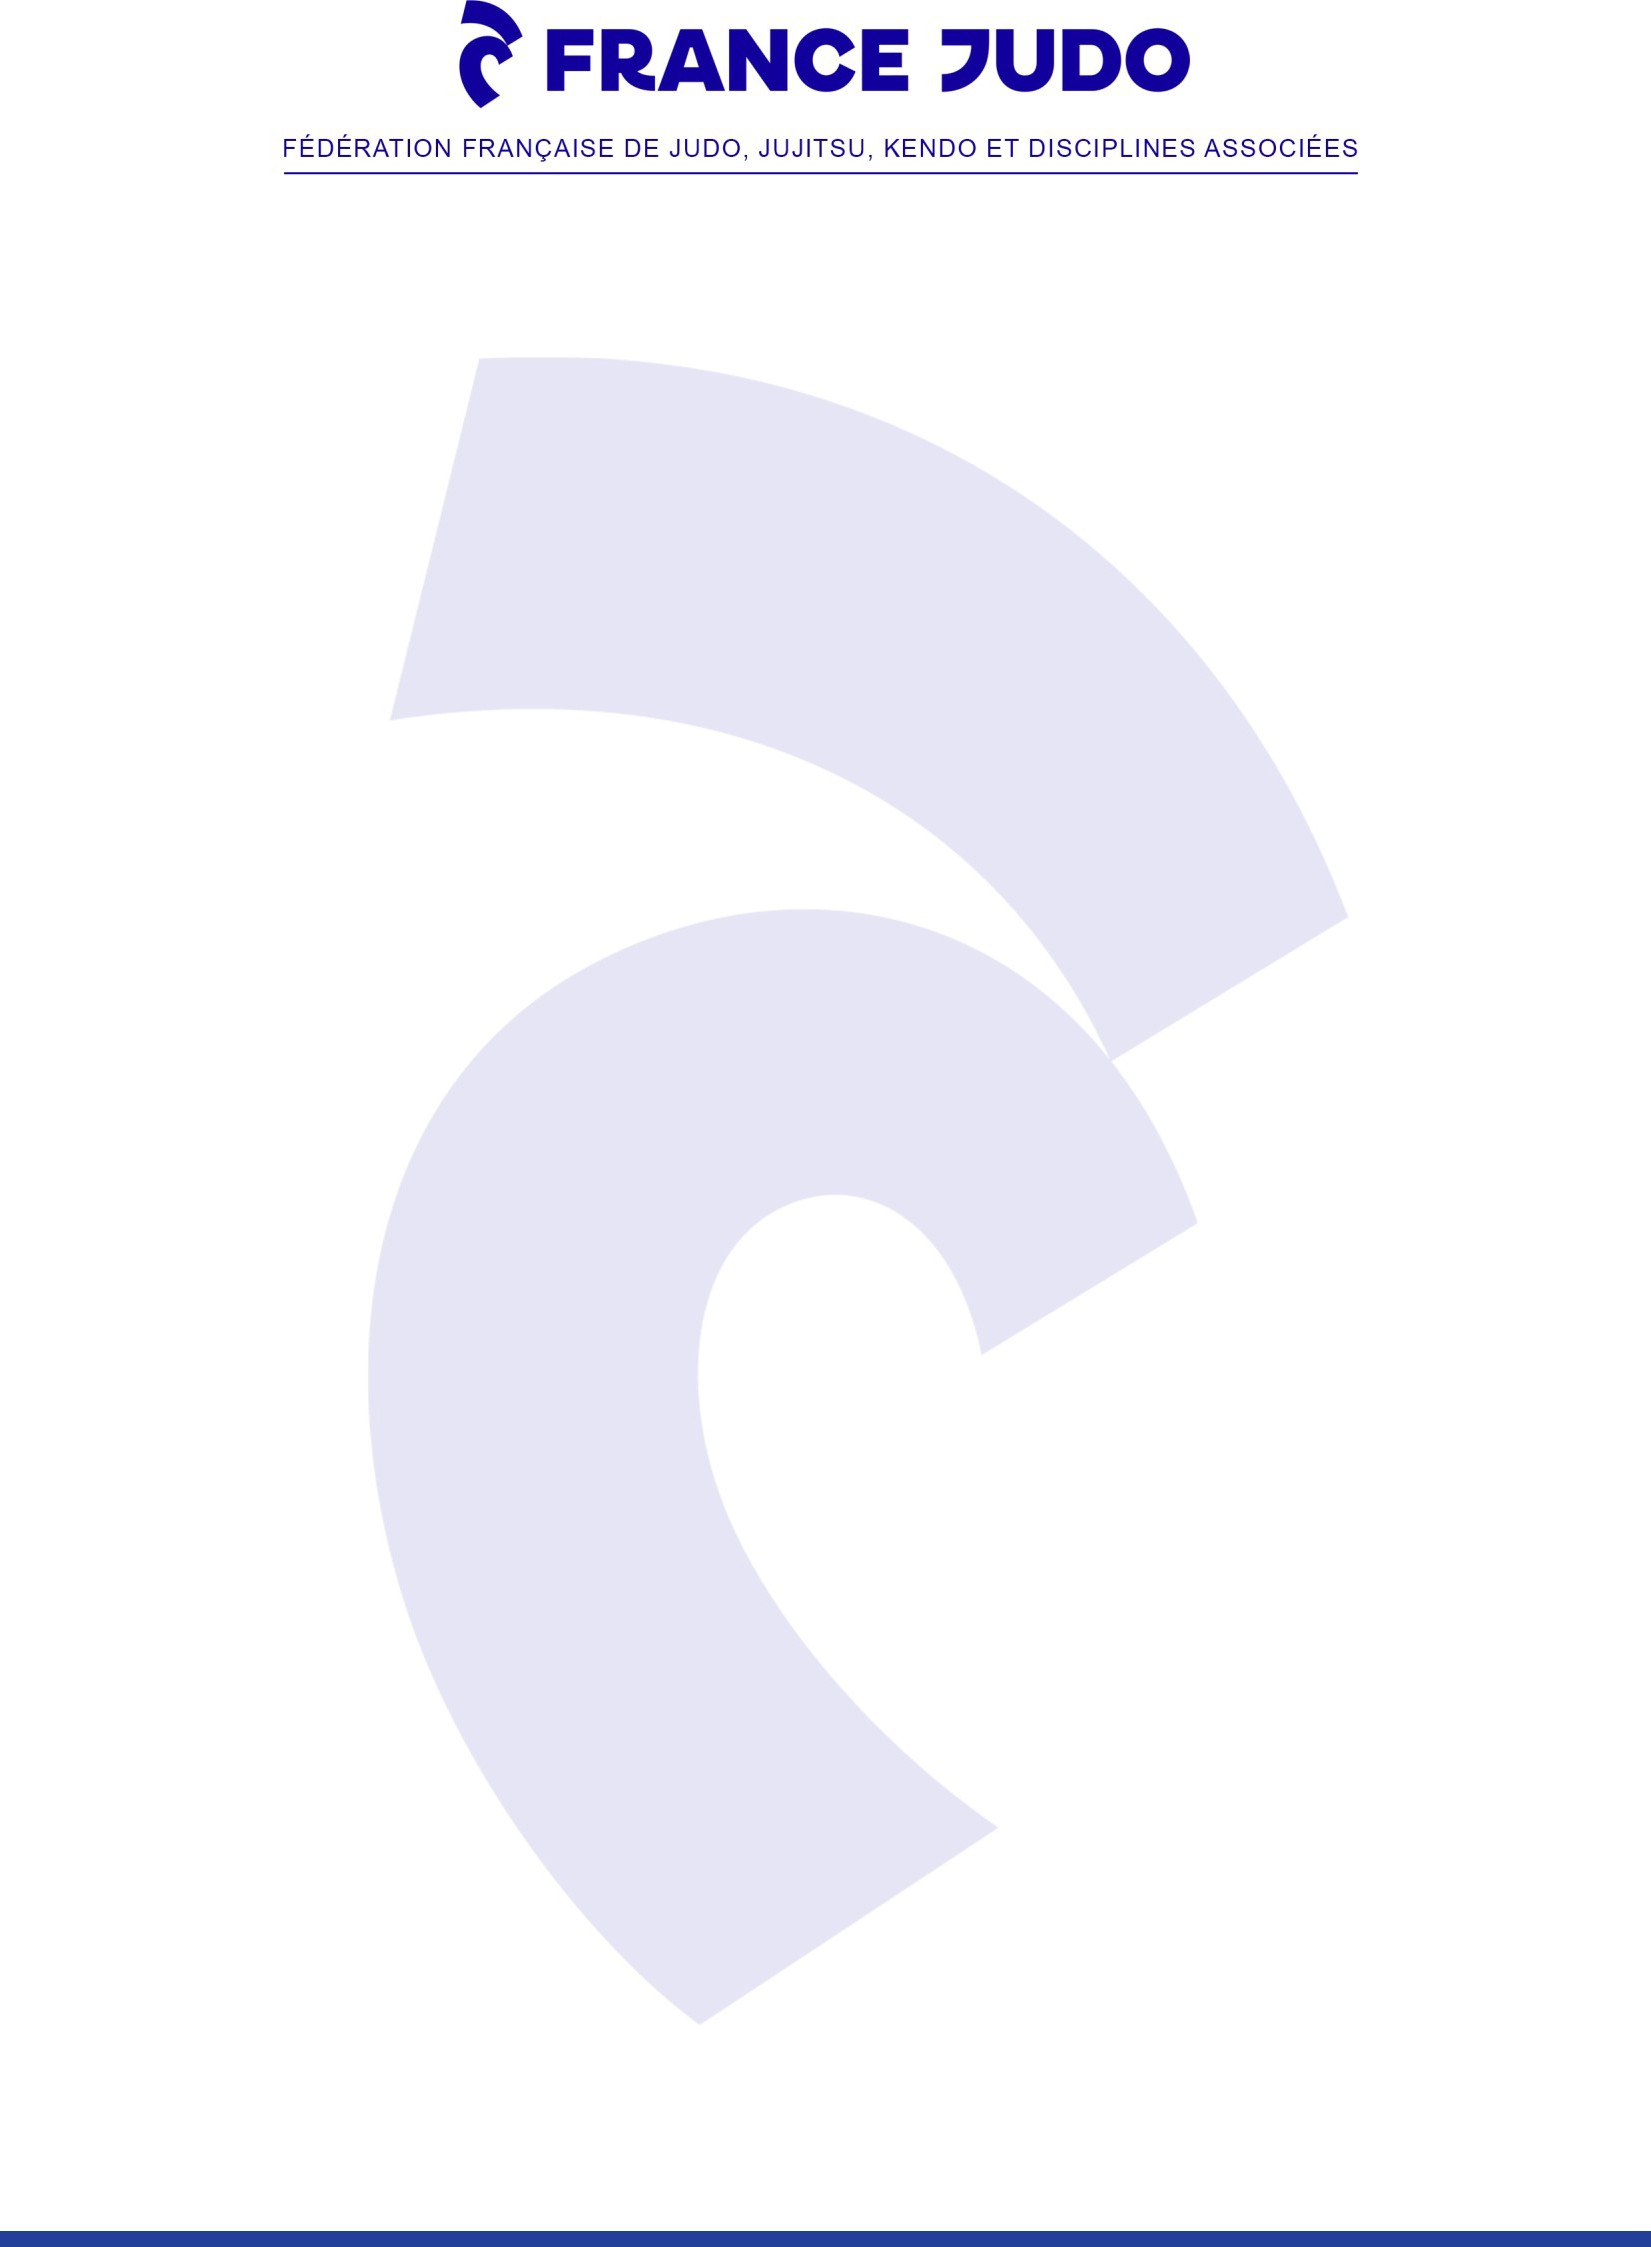 FRANCE JUDO
FÉDÉRATION FRANÇAISE DE JUDO, JUJITSU, KENDO ET DISCIPLINES ASSOCIÉES